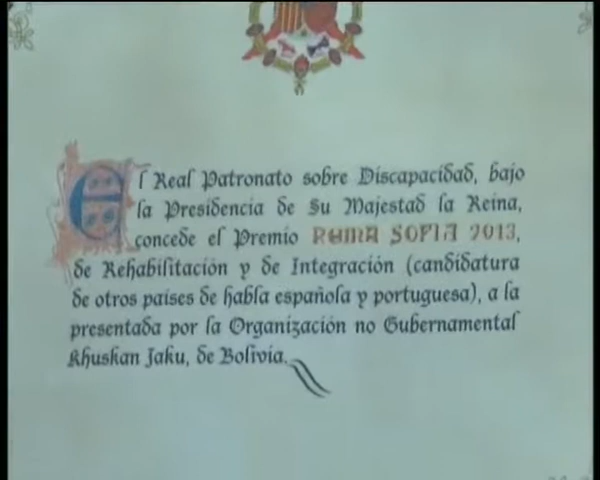 El Real Patronato sobre Discapacidad, bajo
la Presidencia de Su Majestad la Reina,
concede el Premio REINA SOFIA 2013,
de Rehabilitación y de Integración (candidatura
de otros países de habla española y portuguesa), a la
presentada por la Organización no Gubernamental
Khuskan Jaku, de Bolivia.